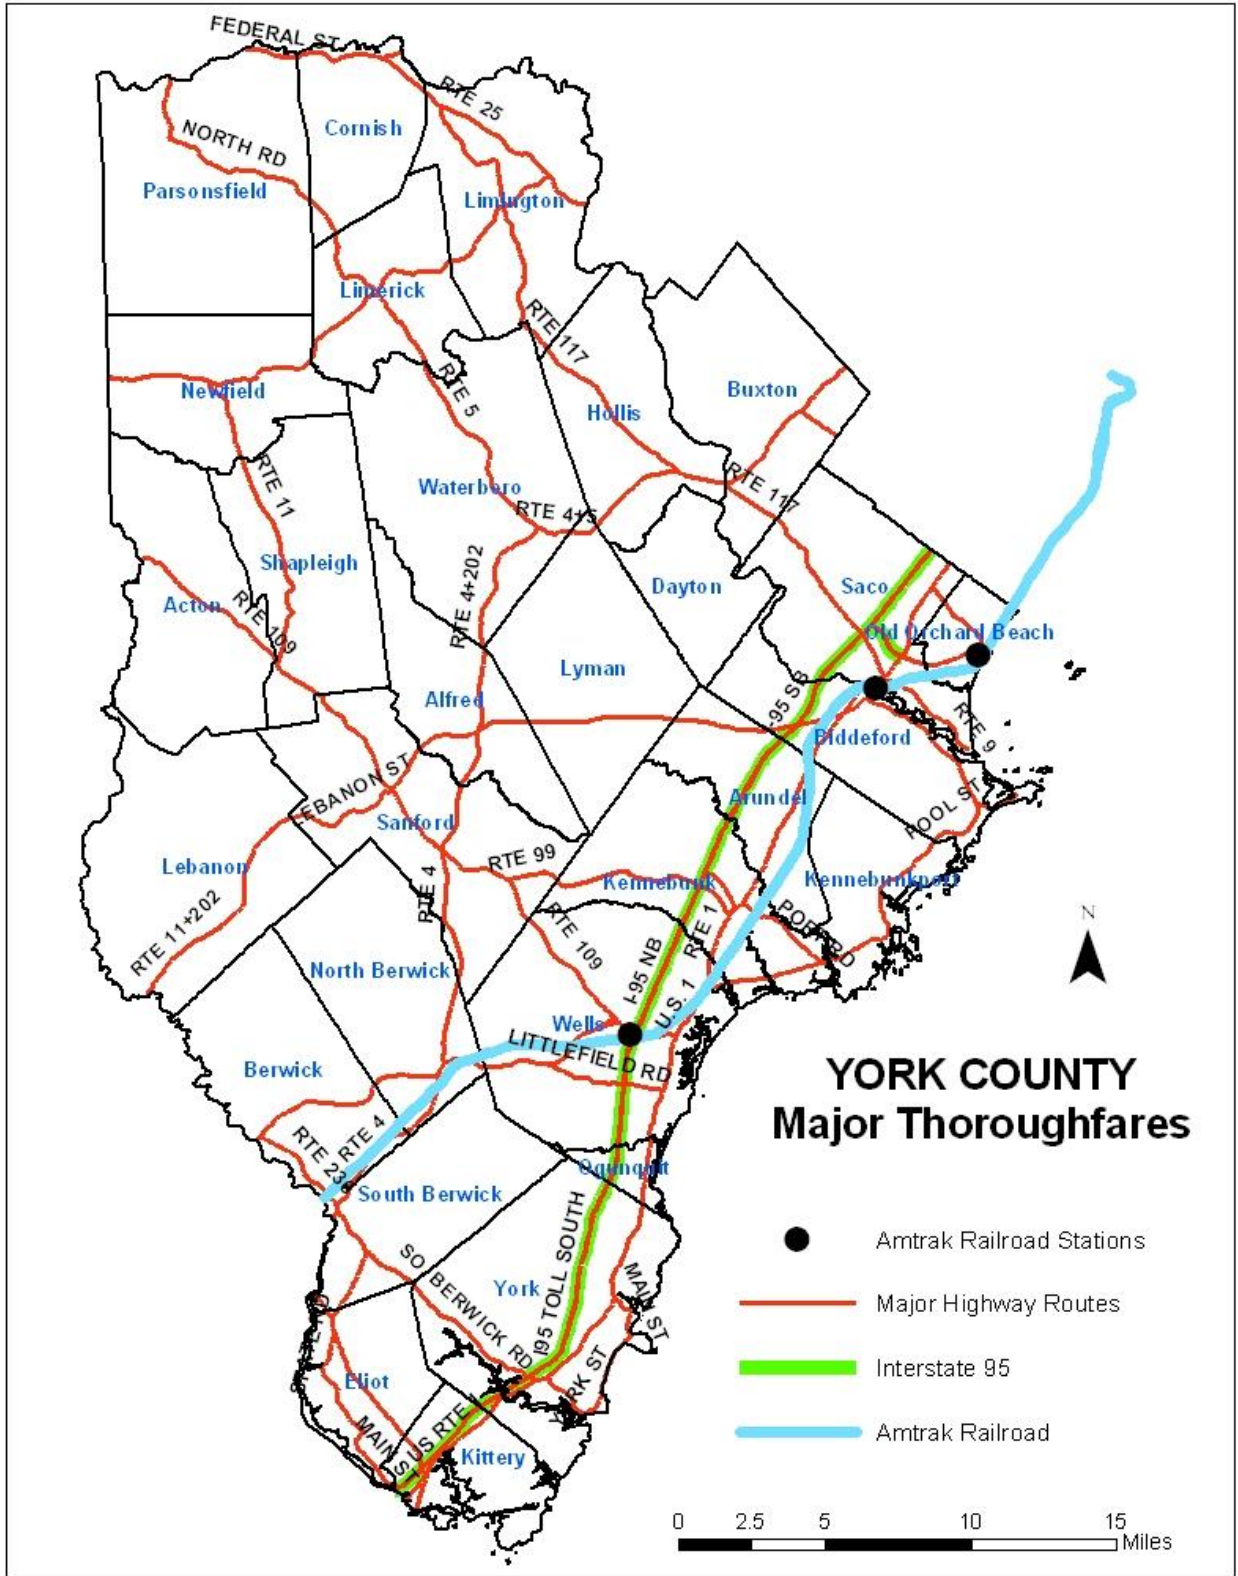 FEDERAL ST
RTE 25
Cornish
NORTH RD
Parsonsfield
Limington
Limerick
RTE 117
Newfield
RTE 5
Hollis
Buxton
RTE 11
Waterboro
RTE 4+5
RTE 117
Shapleigh
RTE 4+202
Dayton
Saco
Acton
RTE 109
Old Orchard Beach
Lyman
Alfred
I-95 SB
RTE 9
Biddeford
LEBANON ST
Arundel
POOL ST
Sanford
Lebanon
RTE 99
Kennebunk
Kennebunkport
RTE 4
RTE 11+202
RTE 109
RTE 1
PORT RD
N
North Berwick
I-95 NB
U.S. 1
Wells
LITTLEFIELD RD
Berwick
YORK COUNTY
Major Thoroughfares
RTE 4
RTE 236
Ogunquit
South Berwick
I95 TOLL SOUTH
SO BERWICK RD
York
MAIN ST
Amtrak Railroad Stations
Major Highway Routes
Interstate 95
Amtrak Railroad
YORK ST
Eliot
MAIN ST
US RTE 1
Kittery
0 2.5 5 10 15
Miles